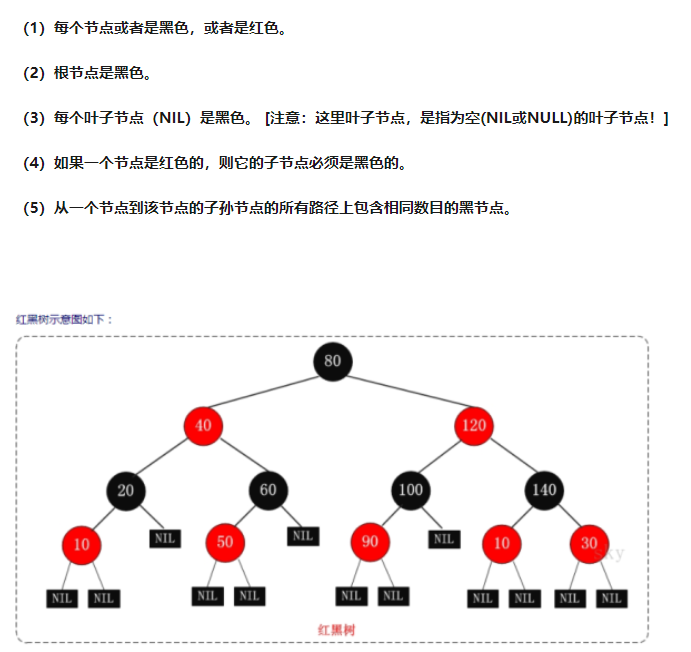 （1）每个节点或者是黑色，或者是红色。
（2）根节点是黑色。
（3）每个叶子节点（NIL）是黑色。 [注意：这里叶子节点，是指为空(NIL或NULL)的叶子节点！]
（4）如果一个节点是红色的，则它的子节点必须是黑色的。
（5）从一个节点到该节点的子孙节点的所有路径上包含相同数目的黑节点。
红黑树示意图如下：
80
40 120
20 60 100 140
10 NIL 50 NIL 90 NIL 10 30
sky
NIL NIL NIL NIL NIL NIL NIL NIL NIL NIL
红黑树